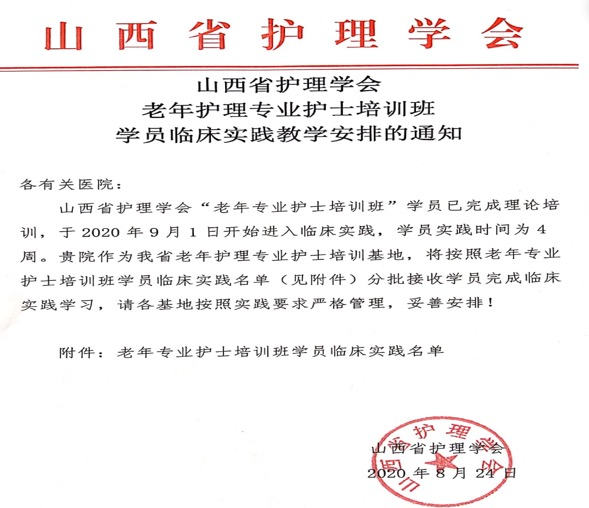 山西省护理学会
山西省护理学会
老年护理专业护士培训班
学员临床实践教学安排的通知
各有关医院：
山西省护理学会“老年专业护士培训班”学员已完成理论培
训，于 2020 年 9 月 1 日开始进入临床实践，学员实践时间为 4
周。贵院作为我省老年护理专业护士培训基地，将按照老年专业
护士培训班学员临床实践名单（见附件）分批接收学员完成临床
实践学习，请各基地按照实践要求严格管理，妥善安排！
附件：老年专业护士培训班学员临床实践名单
山西省护理学会
2020 年 8 月 24 日
山西省护理学会